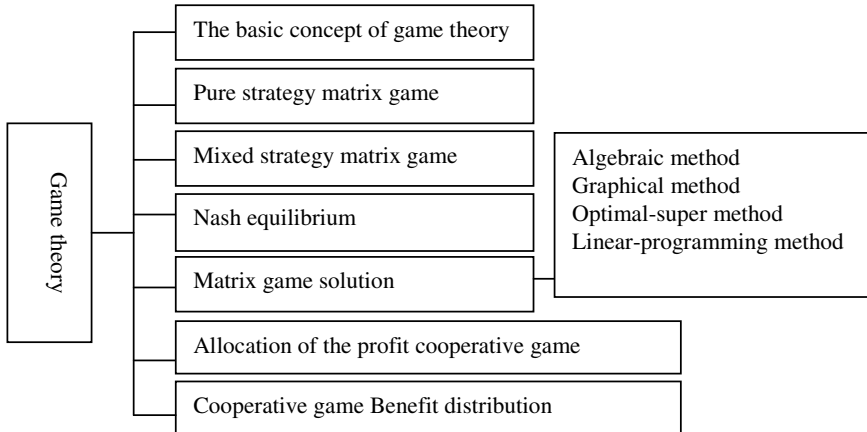 Game theory
The basic concept of game theory
Pure strategy matrix game
Mixed strategy matrix game
Nash equilibrium
Matrix game solution
Allocation of the profit cooperative game
Cooperative game Benefit distribution
Algebraic method
Graphical method
Optimal-super method
Linear-programming method